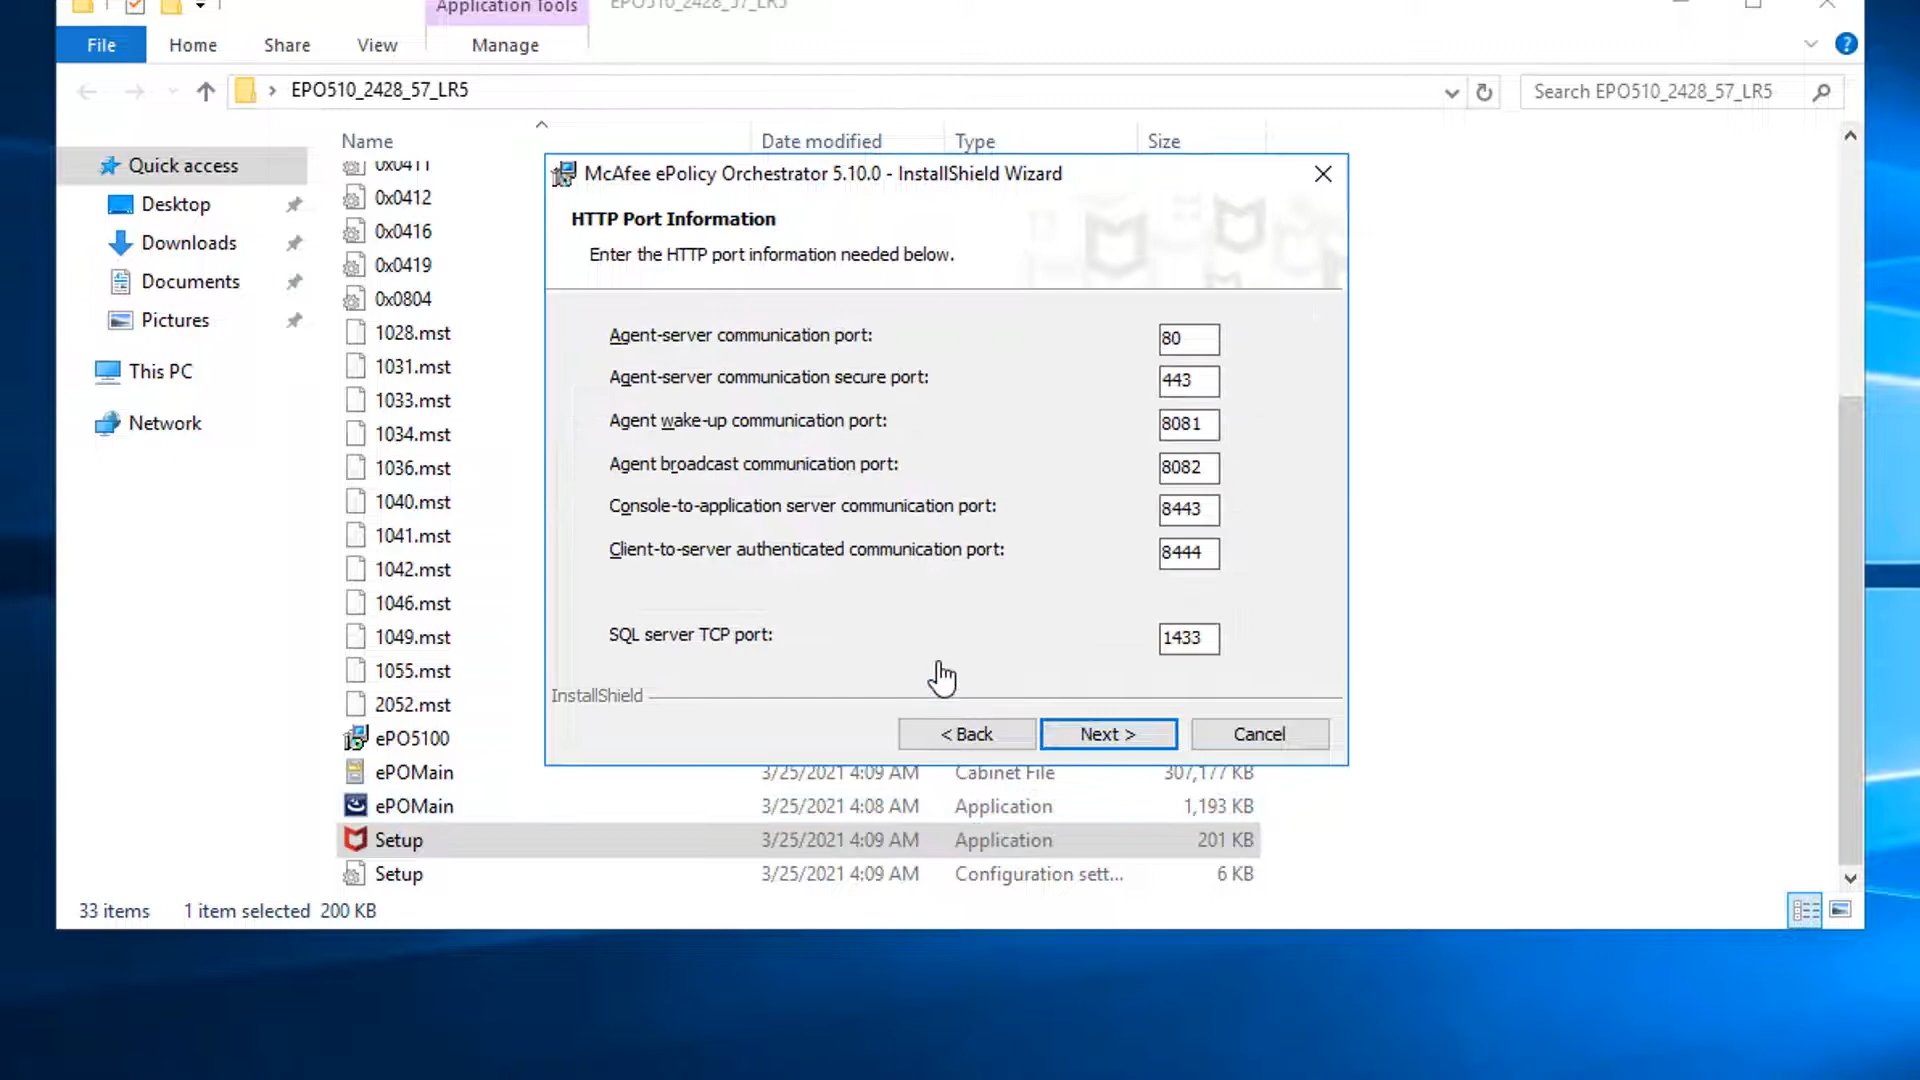 Application Tools
EPO510_2428_57_LR5
File
Home
Share
View
Manage
EPO510_2428_57_LR5
Search EPO510_2428_57_LR5
Name
Date modified
Type
Size
Quick access
Desktop
Downloads
Documents
Pictures
This PC
Network
0x0411
0x0412
0x0416
0x0419
0x0804
1028.mst
1031.mst
1033.mst
1034.mst
1036.mst
1040.mst
1041.mst
1042.mst
1046.mst
1049.mst
1055.mst
2052.mst
ePO5100
ePOMain 3/25/2021 4:09 AM Cabinet File 307,177 KB
ePOMain 3/25/2021 4:08 AM Application 1,193 KB
Setup 3/25/2021 4:09 AM Application 201 KB
Setup 3/25/2021 4:09 AM Configuration sett... 6 KB
McAfee ePolicy Orchestrator 5.10.0 - InstallShield Wizard
HTTP Port Information
Enter the HTTP port information needed below.
Agent-server communication port: 80
Agent-server communication secure port: 443
Agent wake-up communication port: 8081
Agent broadcast communication port: 8082
Console-to-application server communication port: 8443
Client-to-server authenticated communication port: 8444
SQL server TCP port: 1433
InstallShield
< Back
Next >
Cancel
33 items 1 item selected 200 KB